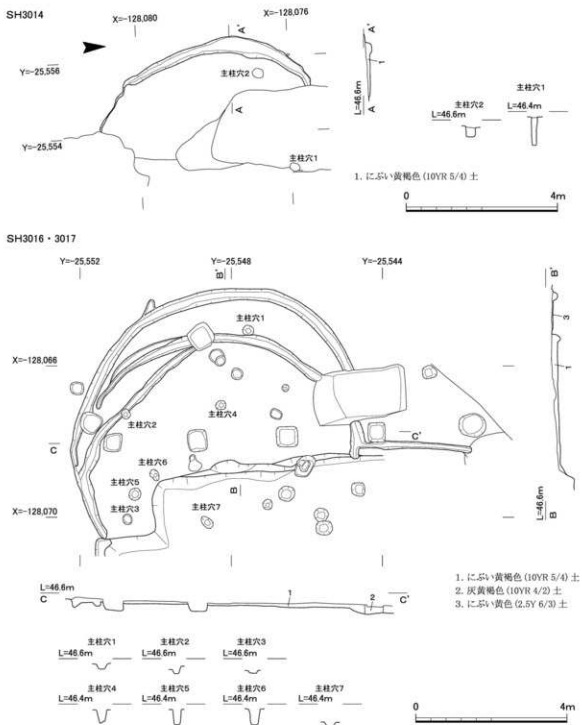 SH3014
X=-128,080
X=-128,076
Y=-25,556
Y=-25,554
A'
A
主柱穴2
主柱穴1
A'
1
A
L=46.6m
主柱穴2
L=46.6m
主柱穴1
L=46.4m
1. にぶい黄褐色 (10YR 5/4) 土
0
4m
SH3016・3017
Y=-25,552
Y=-25,548
Y=-25,544
B'
X=-128,066
X=-128,070
主柱穴1
主柱穴2
主柱穴4
主柱穴6
主柱穴5
主柱穴3
主柱穴7
C
C'
B
B'
3
1
B
L=46.6m
L=46.6m
C
1
2
C'
1. にぶい黄褐色 (10YR 5/4) 土
2. 灰黄褐色 (10YR 4/2) 土
3. にぶい黄色 (2.5Y 6/3) 土
主柱穴1
L=46.6m
主柱穴2
L=46.6m
主柱穴3
L=46.6m
主柱穴4
L=46.4m
主柱穴5
L=46.4m
主柱穴6
L=46.4m
主柱穴7
L=46.4m
0
4m